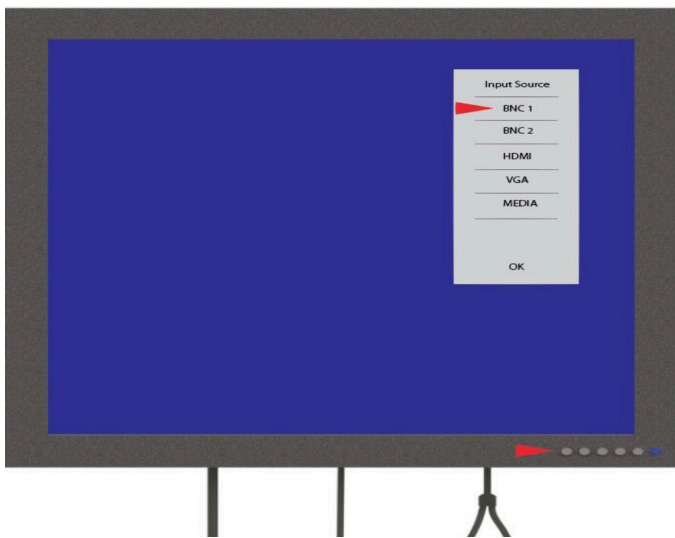 Input Source
BNC 1
BNC 2
HDMI
VGA
MEDIA
OK